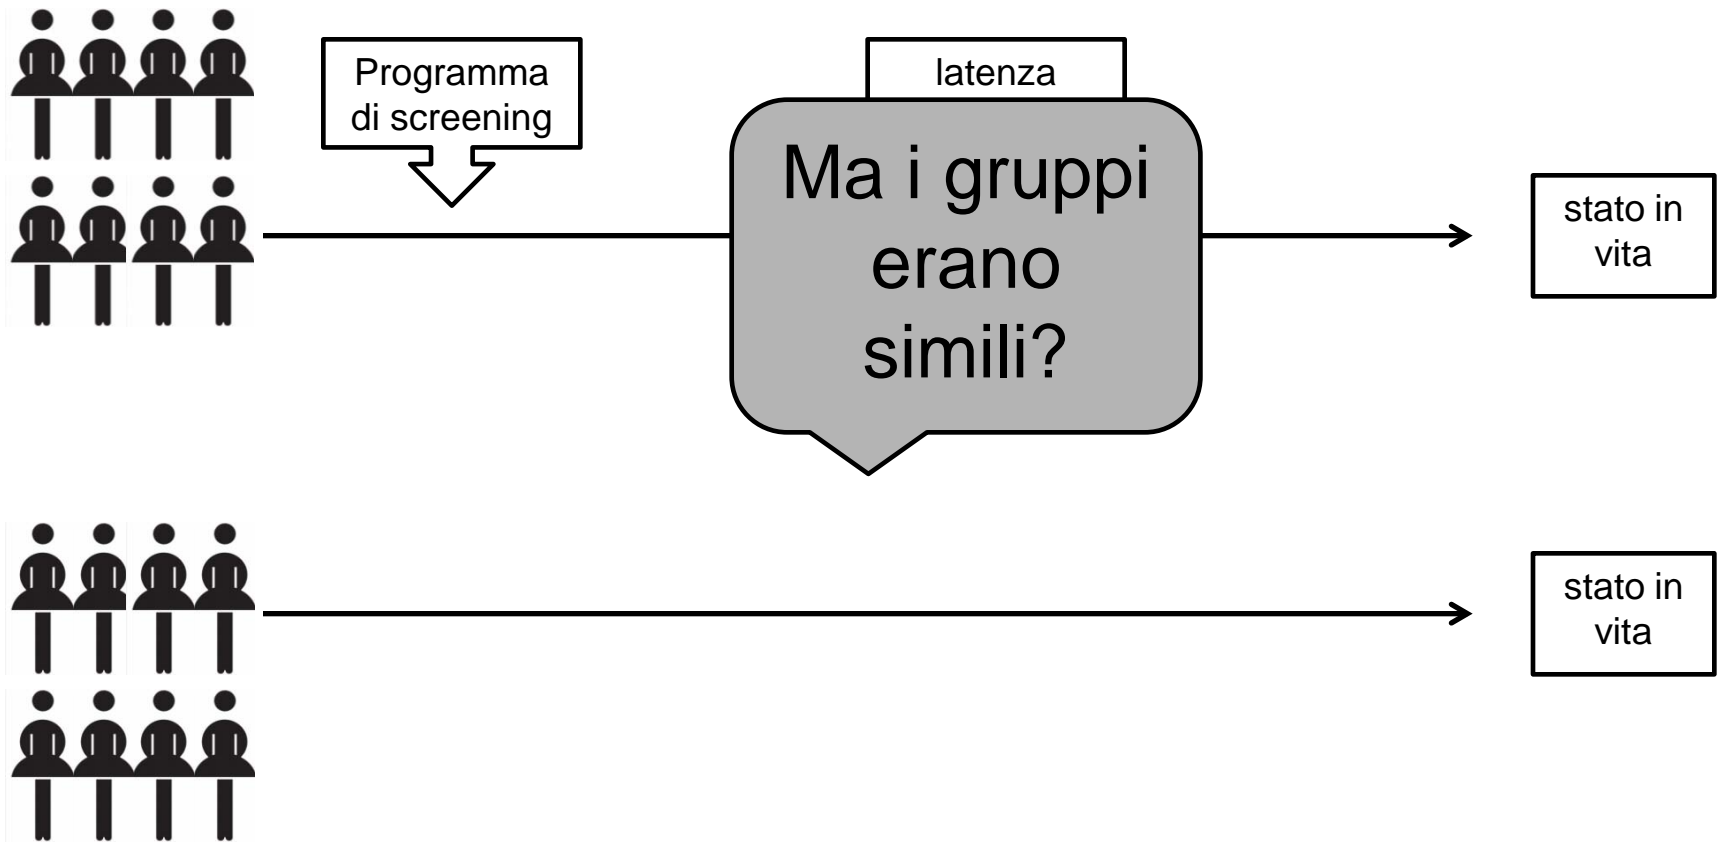 Programma
di screening
latenza
Ma i gruppi
erano
simili?
stato in
vita
stato in
vita